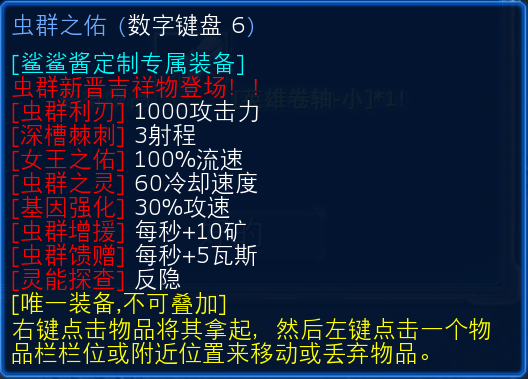 虫群之佑 (数字键盘 6)
[鲨鲨酱定制专属装备]
虫群新晋吉祥物登场！！
[虫群利刃] 1000攻击力
[深槽棘刺] 3射程
[女王之佑] 100%流速
[虫群之灵] 60冷却速度
[基因强化] 30%攻速
[虫群增援] 每秒+10矿
[虫群馈赠] 每秒+5瓦斯
[灵能探查] 反隐
[唯一装备,不可叠加]
右键点击物品将其拿起，然后左键点击一个物
品栏栏位或附近位置来移动或丢弃物品。